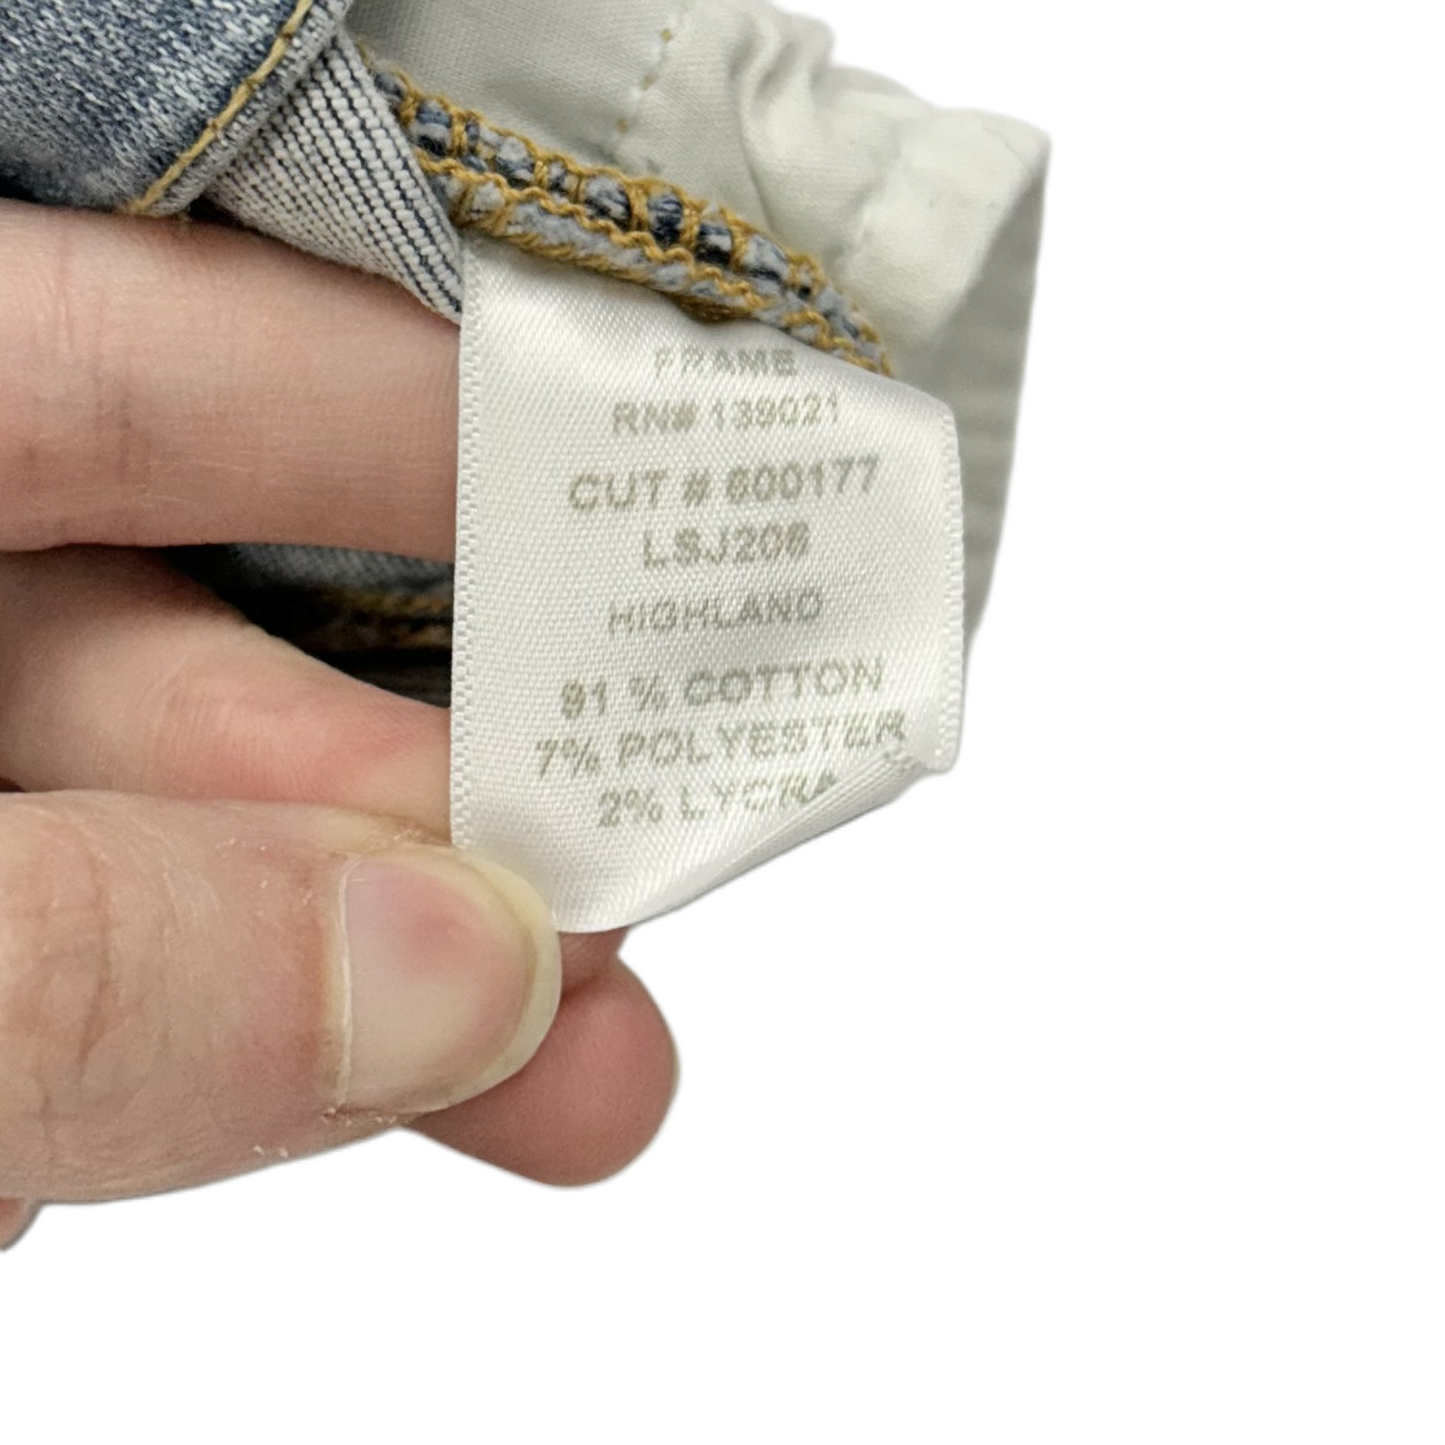 FRAME
RN# 139021
CUT # 600177
LSJ206
HIGHLAND
91 % COTTON
7% POLYESTER
2% LYCRA